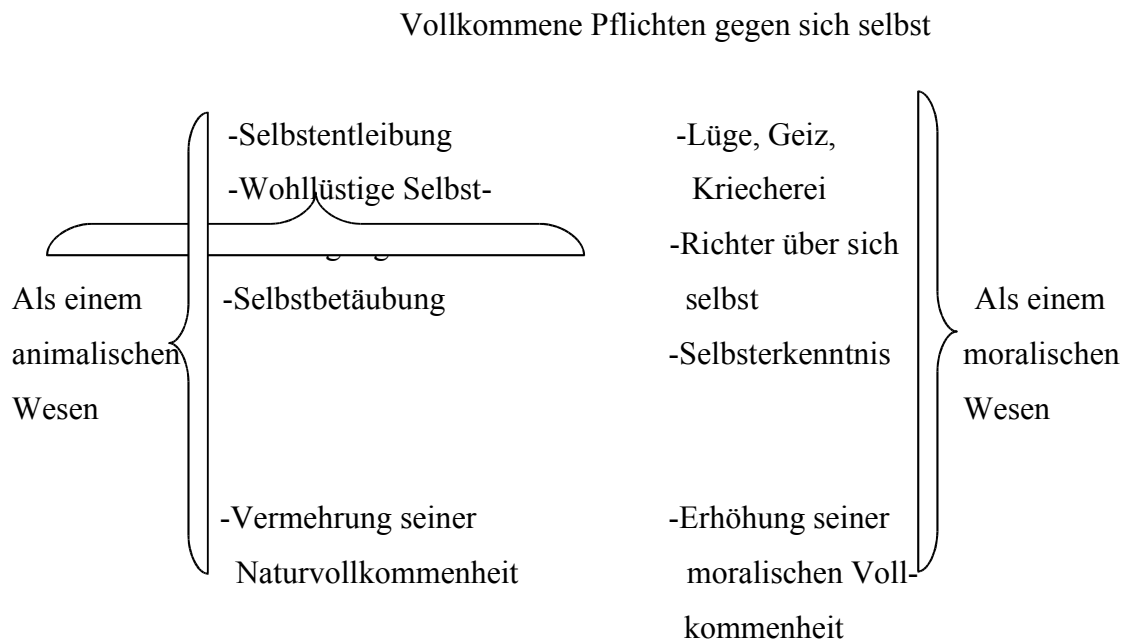 Vollkommene Pflichten gegen sich selbst
-Selbstentleibung
-Wohllüstige Selbst-
-Selbstbetäubung
-Lüge, Geiz,
Kriecherei
-Richter über sich
selbst
-Selbsterkenntnis
Als einem
animalischen
Wesen
Als einem
moralischen
Wesen
-Vermehrung seiner
Naturvollkommenheit
-Erhöhung seiner
moralischen Voll-
kommenheit